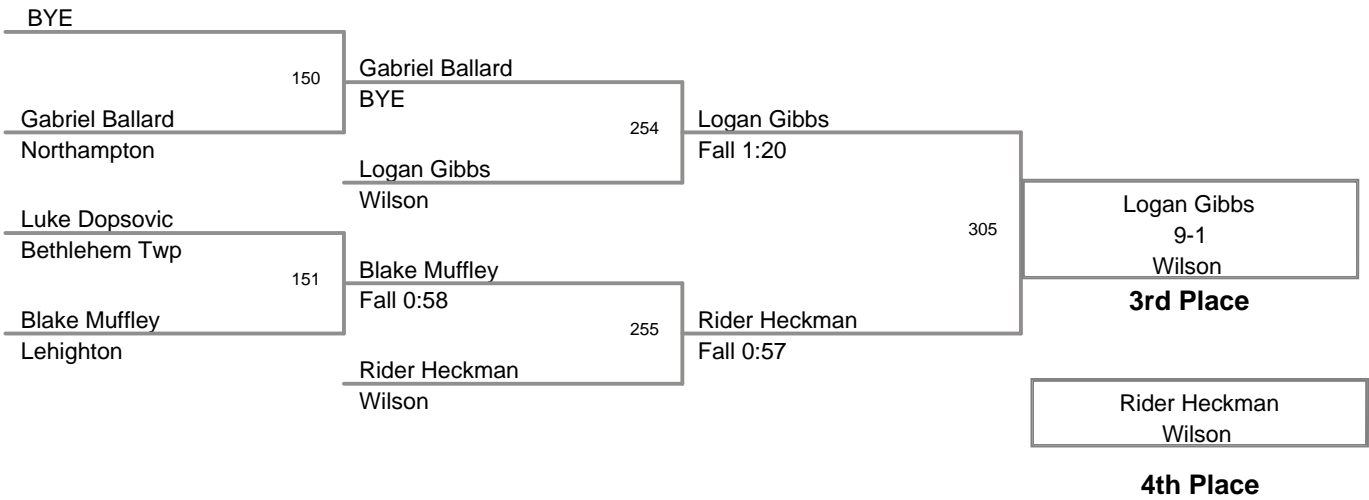 BYE
150
Gabriel Ballard
Northampton
Luke Dopsovic
Bethlehem Twp
151
Blake Muffley
Lehighton
Gabriel Ballard
BYE
254
Logan Gibbs
Wilson
Blake Muffley
Fall 0:58
255
Rider Heckman
Wilson
Logan Gibbs
Fall 1:20
305
Rider Heckman
Fall 0:57
Logan Gibbs
9-1
Wilson
3rd Place
Rider Heckman
Wilson
4th Place